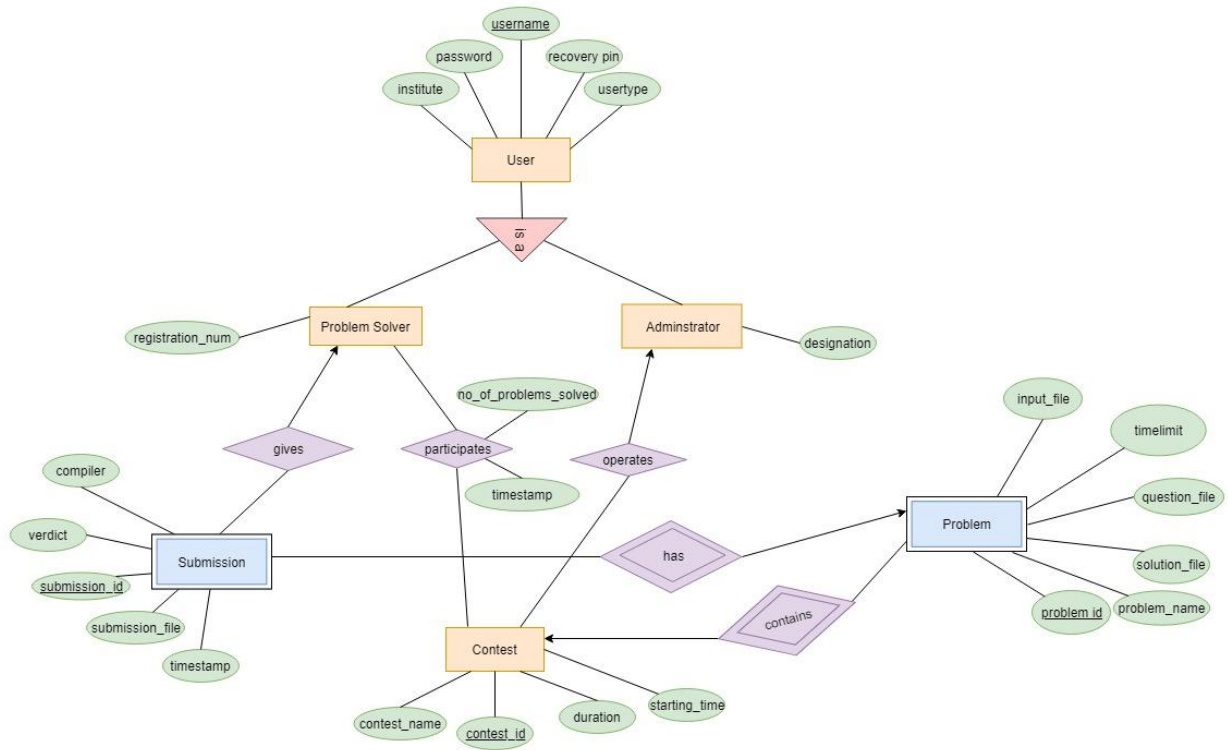 username
password
recovery pin
institute
usertype
User
is a
registration_num
Problem Solver
Adminstrator
designation
no_of_problems_solved
input_file
timelimit
gives
participates
operates
compiler
timestamp
question_file
verdict
Problem
Submission
has
solution_file
submission_id
problem id
problem_name
submission_file
contains
timestamp
Contest
starting_time
contest_name
duration
contest_id